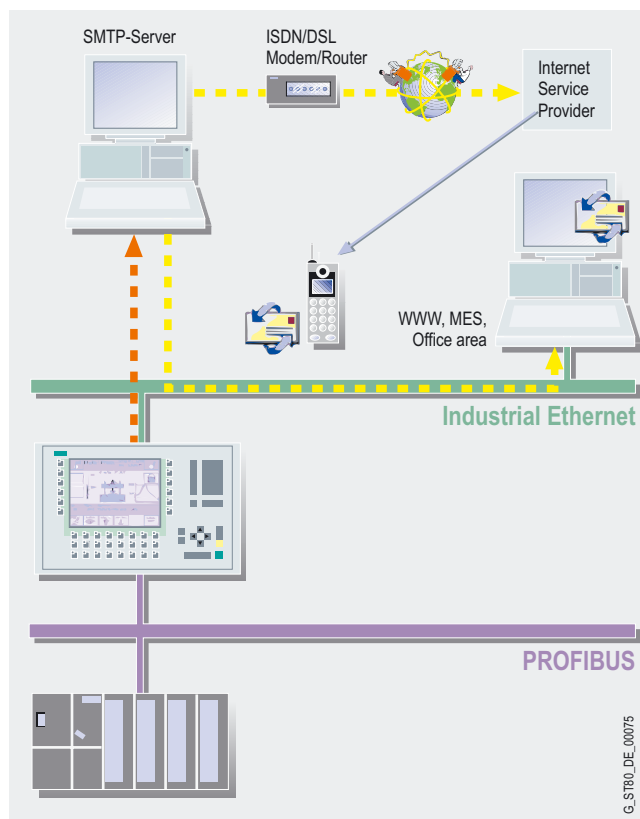 SMTP-Server
ISDN/DSL
Modem/Router
Internet
Service
Provider
WWW, MES,
Office area
Industrial Ethernet
PROFIBUS
G_ST80_DE_00075